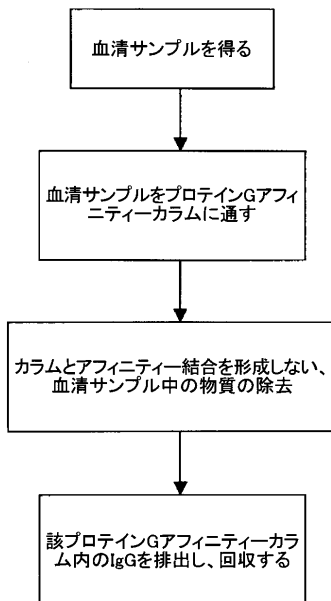 血清サンプルを得る
血清サンプルをプロテインGアフィ
ニティーカラムに通す
カラムとアフィニティー結合を形成しない、
血清サンプル中の物質の除去
該プロテインGアフィニティーカラ
ム内のIgGを排出し、回収する